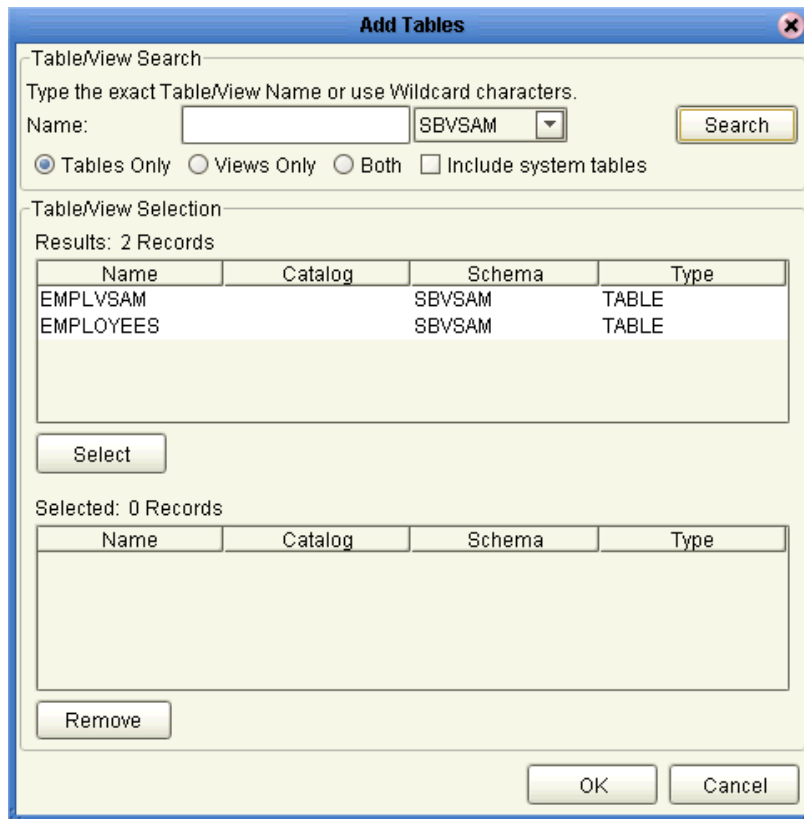 Add Tables
Table/View Search
Type the exact Table/View Name or use Wildcard characters.
Name: SBVSAM Search
Tables Only Views Only Both Include system tables
Table/View Selection
Results: 2 Records
Name Catalog Schema Type
EMPLVSAM SBVSAM TABLE
EMPLOYEES SBVSAM TABLE
Select
Selected: 0 Records
Name Catalog Schema Type
Remove
OK Cancel